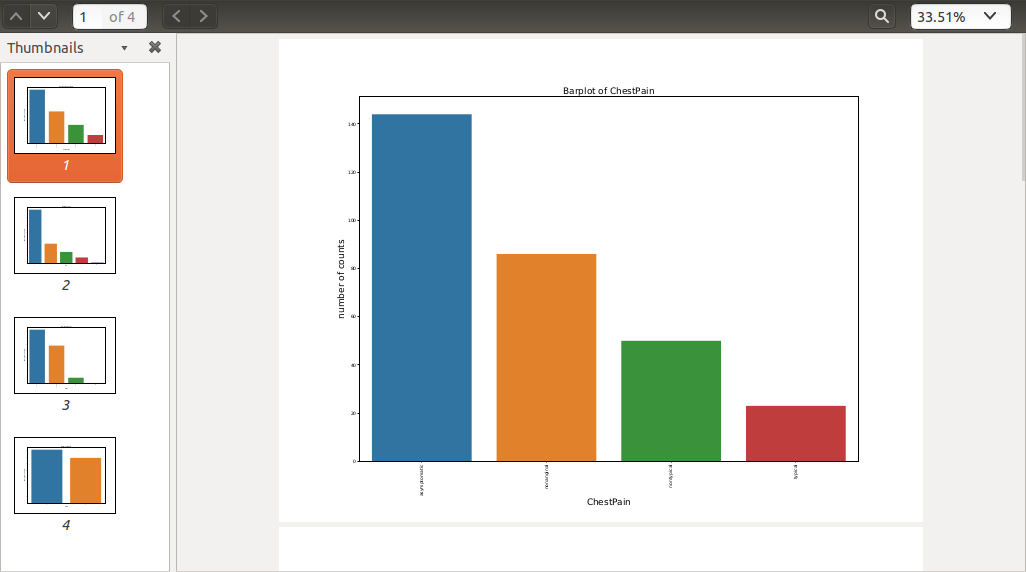 1 of 4
33.51%
Thumbnails
1
2
3
4
Barplot of ChestPain
number of counts
140
120
100
80
60
40
20
0
asymptomatic
nonanginal
nontypical
typical
ChestPain